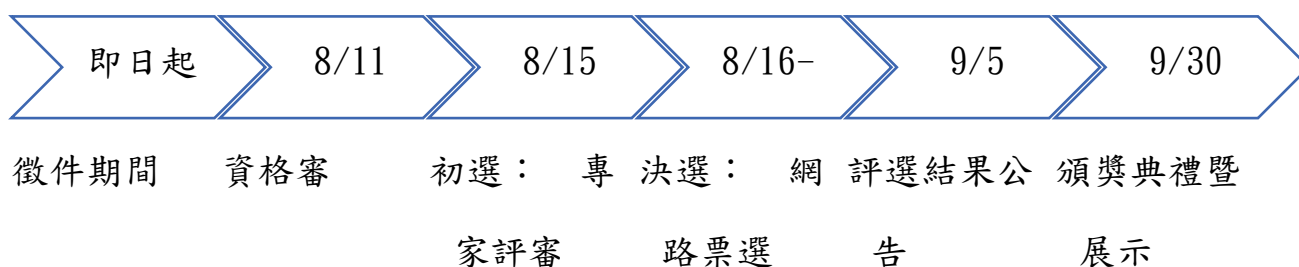 即日起 8/11 8/15 8/16- 9/5 9/30
徵件期間 資格審 初選： 專 決選： 網 評選結果公 頒獎典禮暨
家評審 路票選 告 展示